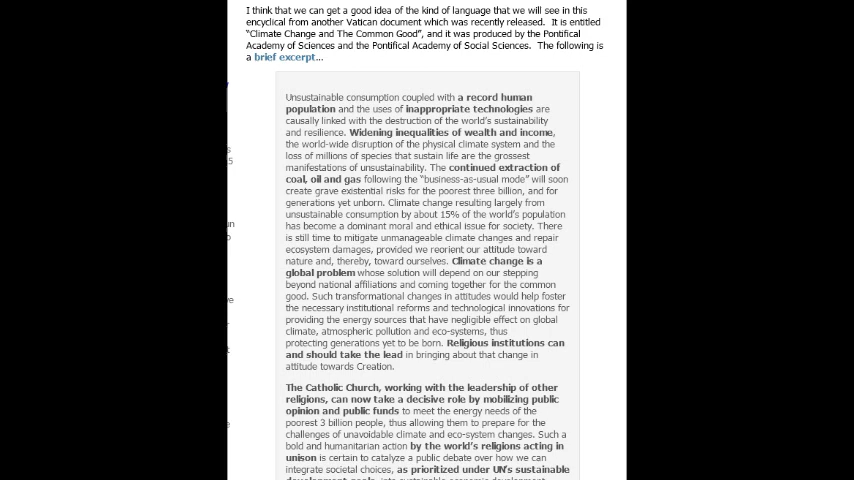 I think that we can get a good idea of the kind of language that we will see in this
encyclical from another Vatican document which was recently released.  It is entitled
“Climate Change and The Common Good”, and it was produced by the Pontifical
Academy of Sciences and the Pontifical Academy of Social Sciences.  The following is
a brief excerpt...
Unsustainable consumption coupled with a record human
population and the uses of inappropriate technologies are
causally linked with the destruction of the world’s sustainability
and resilience. Widening inequalities of wealth and income,
the world-wide disruption of the physical climate system and the
loss of millions of species that sustain life are the grossest
manifestations of unsustainability. The continued extraction of
coal, oil and gas following the “business-as-usual mode” will soon
create grave existential risks for the poorest three billion, and for
generations yet unborn. Climate change resulting largely from
unsustainable consumption by about 15% of the world’s population
has become a dominant moral and ethical issue for society. There
is still time to mitigate unmanageable climate changes and repair
ecosystem damages, provided we reorient our attitude toward
nature and, thereby, toward ourselves. Climate change is a
global problem whose solution will depend on our stepping
beyond national affiliations and coming together for the common
good. Such transformational changes in attitudes would help foster
the necessary institutional reforms and technological innovations for
providing the energy sources that have negligible effect on global
climate, atmospheric pollution and eco-systems, thus
protecting generations yet to be born. Religious institutions can
and should take the lead in bringing about that change in
attitude towards Creation.
The Catholic Church, working with the leadership of other
religions, can now take a decisive role by mobilizing public
opinion and public funds to meet the energy needs of the
poorest 3 billion people, thus allowing them to prepare for the
challenges of unavoidable climate and eco-system changes. Such a
bold and humanitarian action by the world’s religions acting in
unison is certain to catalyze a public debate over how we can
integrate societal choices, as prioritized under UN’s sustainable